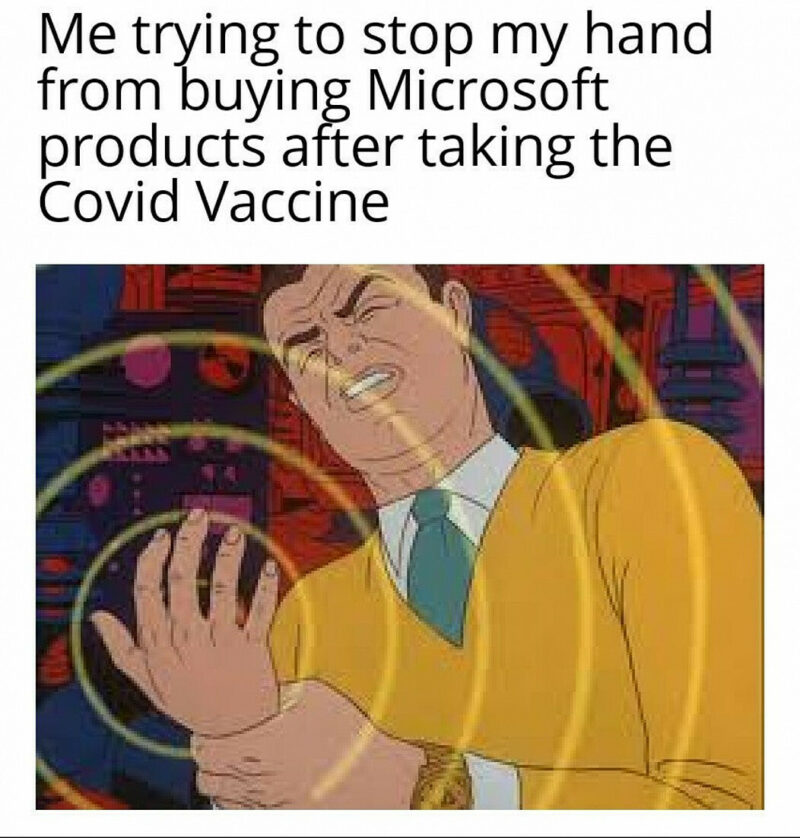 Me trying to stop my hand
from buying Microsoft
products after taking the
Covid Vaccine